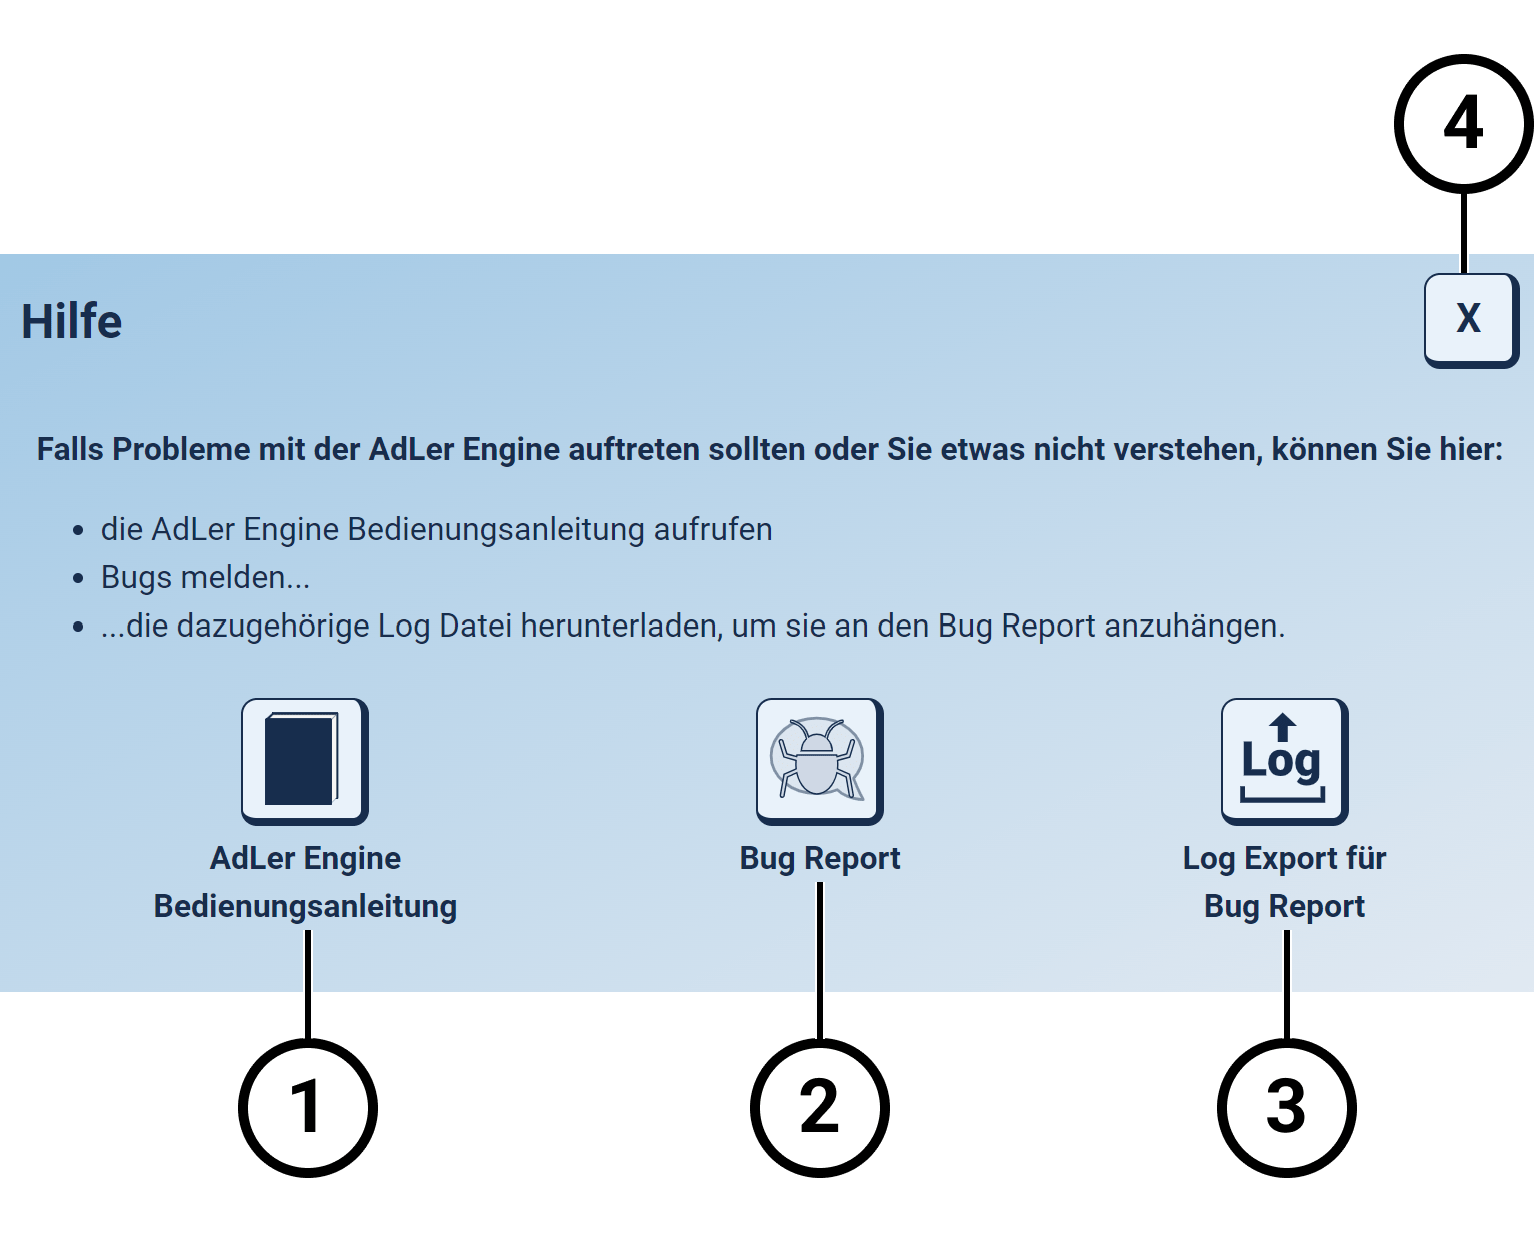 4
Hilfe
X
Falls Probleme mit der AdLer Engine auftreten sollten oder Sie etwas nicht verstehen, können Sie hier:
• die AdLer Engine Bedienungsanleitung aufrufen
• Bugs melden...
• ...die dazugehörige Log Datei herunterladen, um sie an den Bug Report anzuhängen.
Log
AdLer Engine
Bedienungsanleitung
Bug Report
Log Export für
Bug Report
1
2
3